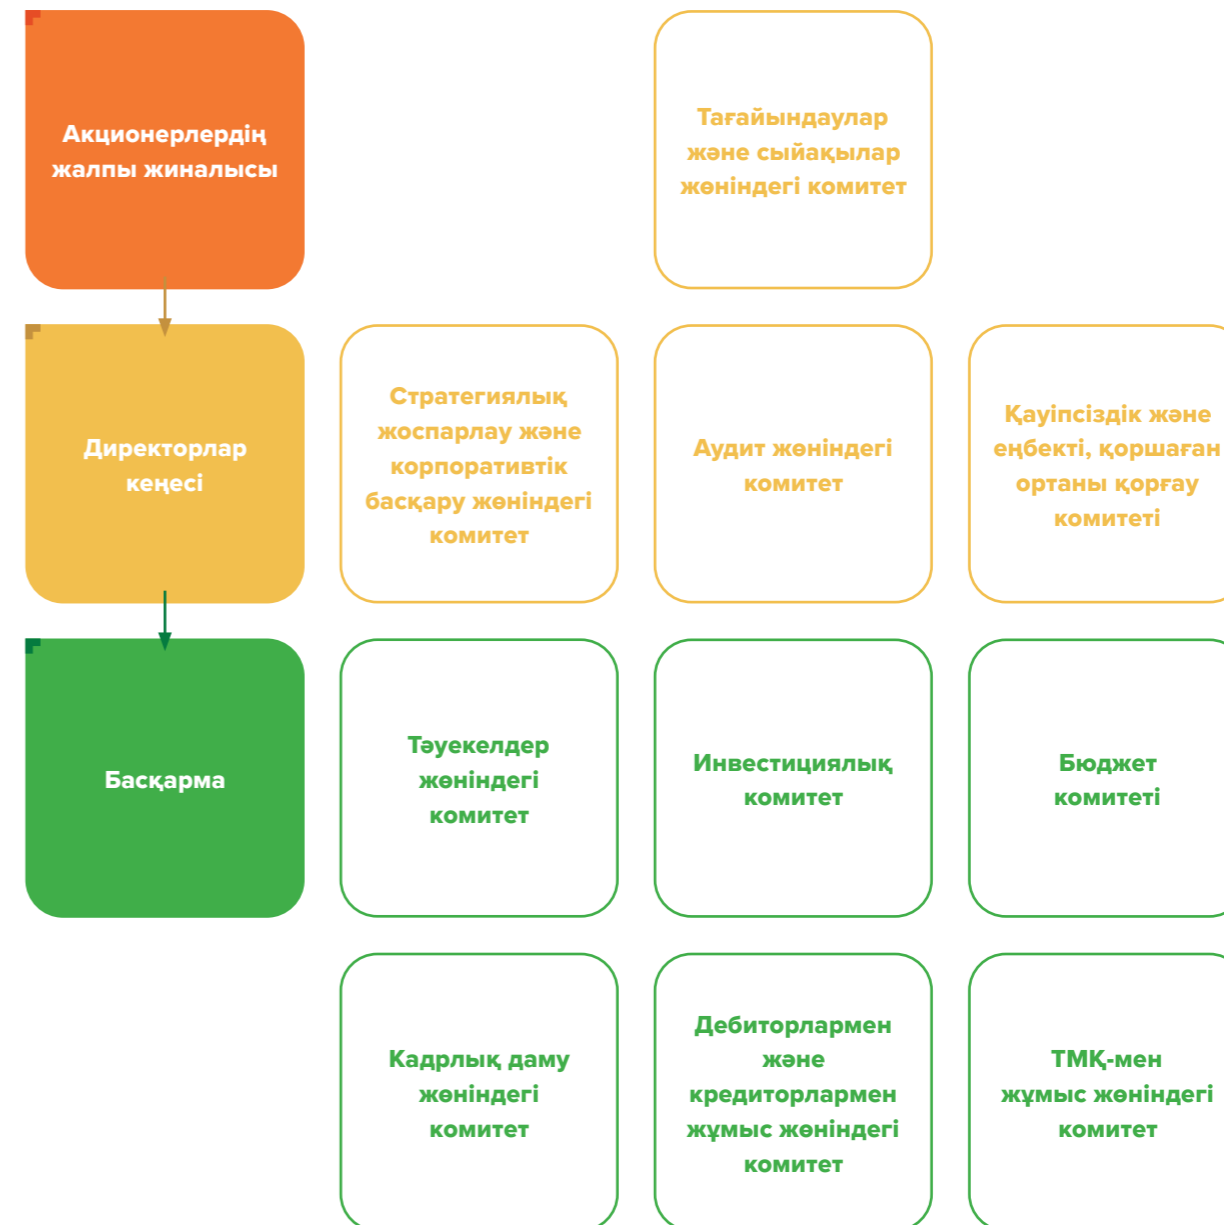 Акционерлердің
жалпы жиналысы
Тағайындаулар
және сыйақылар
жөніндегі комитет
Директорлар
кеңесі
Стратегиялық
жоспарлау және
корпоративтік
басқару жөніндегі
комитет
Аудит жөніндегі
комитет
Қауіпсіздік және
еңбекті, қоршаған
ортаны қорғау
комитеті
Басқарма
Тәуекелдер
жөніндегі
комитет
Инвестициялық
комитет
Бюджет
комитеті
Кадрлық даму
жөніндегі
комитет
Дебиторлармен
және
кредиторлармен
жұмыс жөніндегі
комитет
ТМҚ-мен
жұмыс жөніндегі
комитет